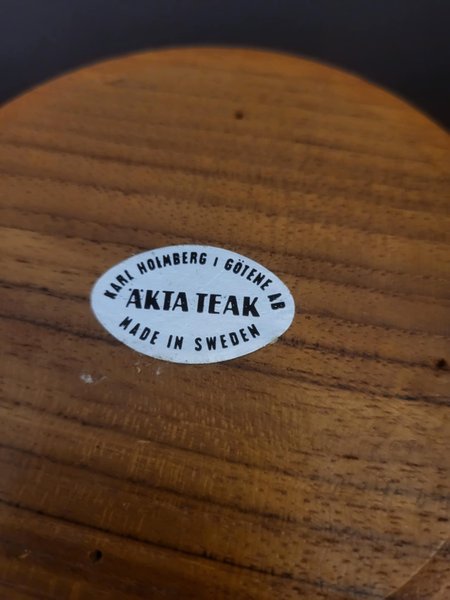 KARL HOLMBERG I GÖTENE AB
ÄKTA TEAK
MADE IN SWEDEN